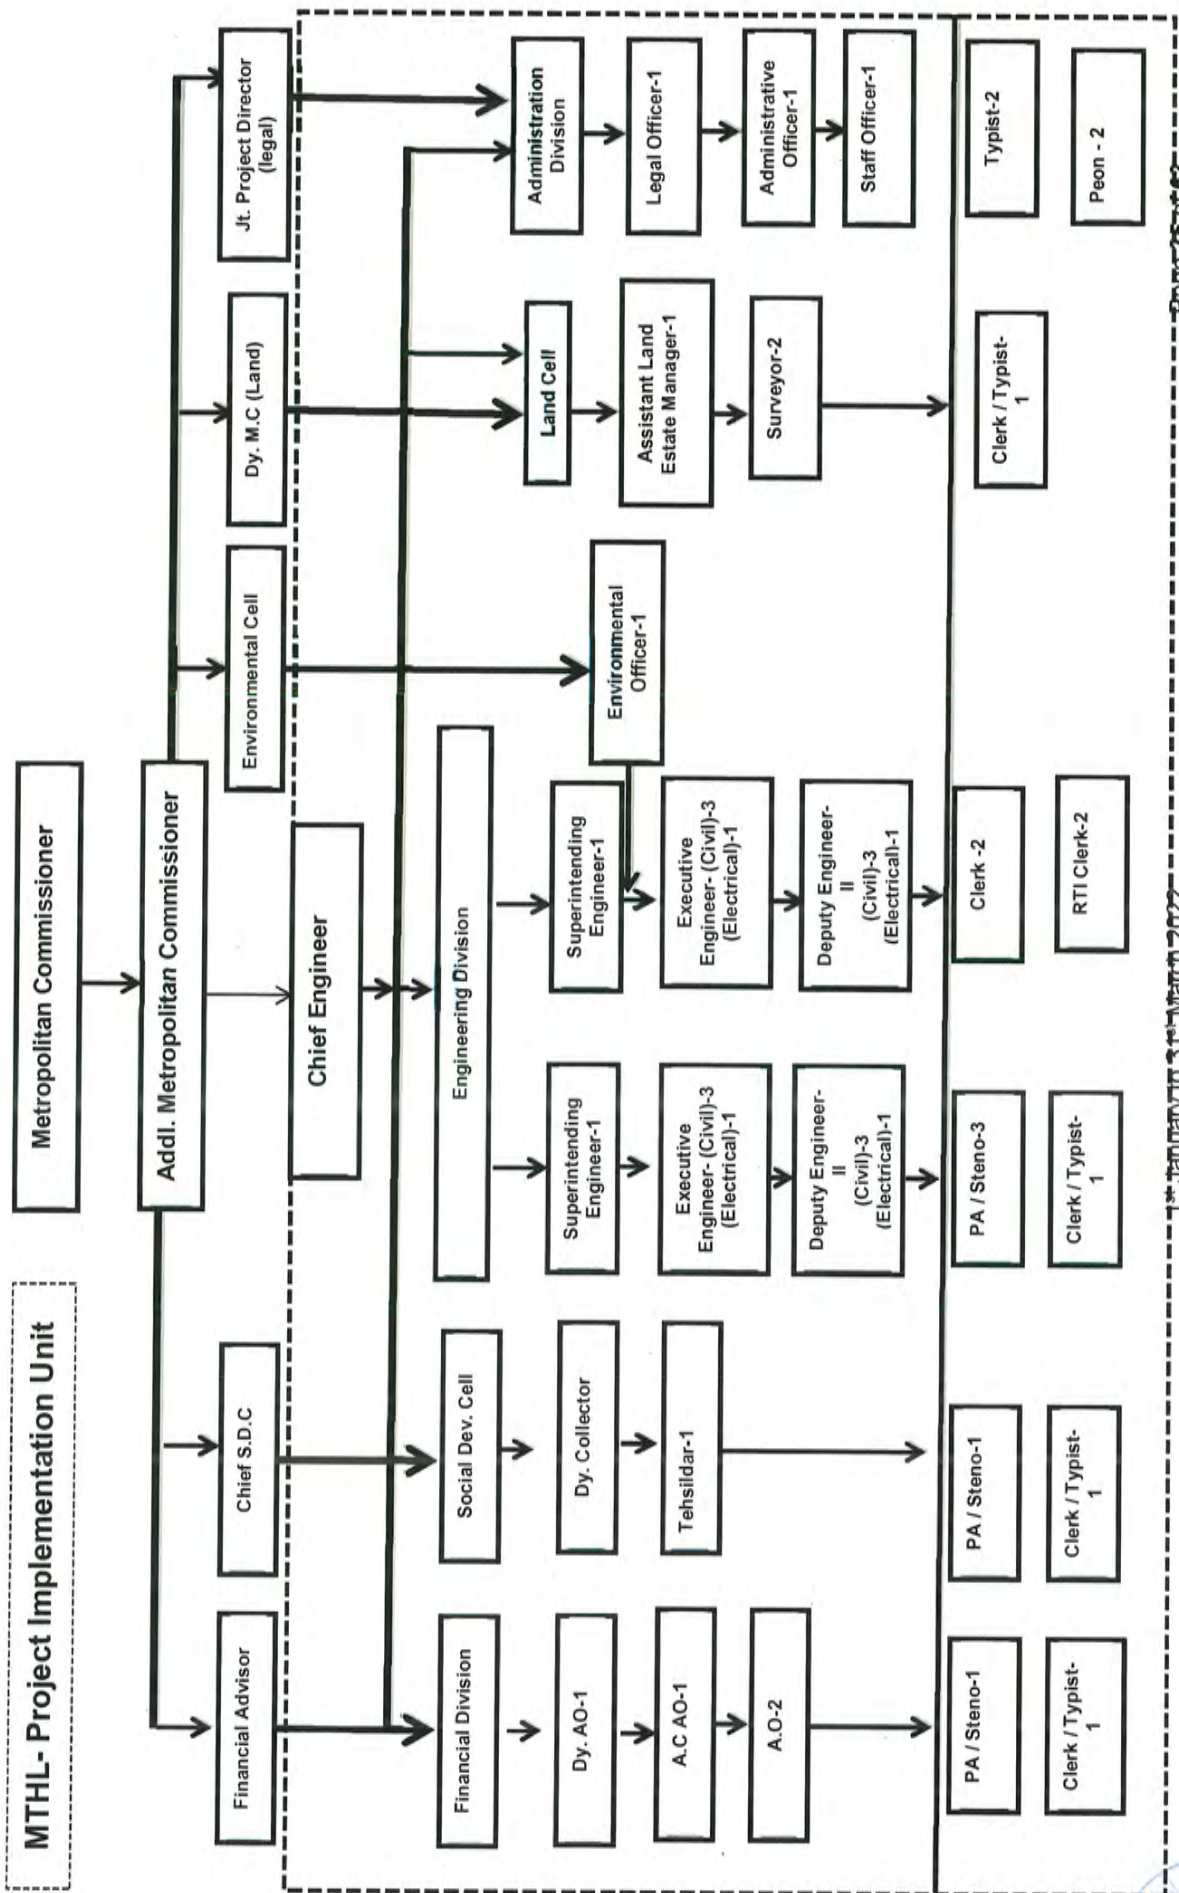 MTHL- Project Implementation Unit
Metropolitan Commissioner
Addl. Metropolitan Commissioner
Financial Advisor
Chief S.D.C
Environmental Cell
Dy. M.C (Land)
Jt. Project Director
(legal)
Chief Engineer
Financial Division
Social Dev. Cell
Engineering Division
Land Cell
Administration
Division
Dy. AO-1
Dy. Collector
Superintending
Engineer-1
Superintending
Engineer-1
Environmental
Officer-1
Assistant Land
Estate Manager-1
Legal Officer-1
A.C AO-1
Tehsildar-1
Executive
Engineer- (Civil)-3
(Electrical)-1
Executive
Engineer- (Civil)-3
(Electrical)-1
Surveyor-2
Administrative
Officer-1
A.O-2
Deputy Engineer-
II
(Civil)-3
(Electrical)-1
Deputy Engineer-
II
(Civil)-3
(Electrical)-1
Staff Officer-1
PA / Steno-1
PA / Steno-1
PA / Steno-3
Clerk -2
Clerk / Typist-
1
Typist-2
Clerk / Typist-
1
Clerk / Typist-
1
Clerk / Typist-
1
RTI Clerk-2
Peon - 2
1st January to 31st March 2022